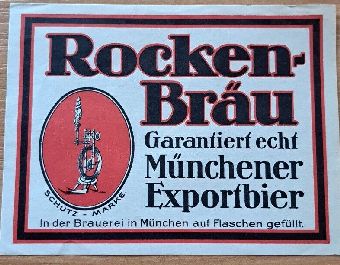 Rocken-
Bräu
Garantiert echt
Münchener
Exportbier
SCHUTZ - MARKE
In der Brauerei in München auf Flaschen gefüllt.